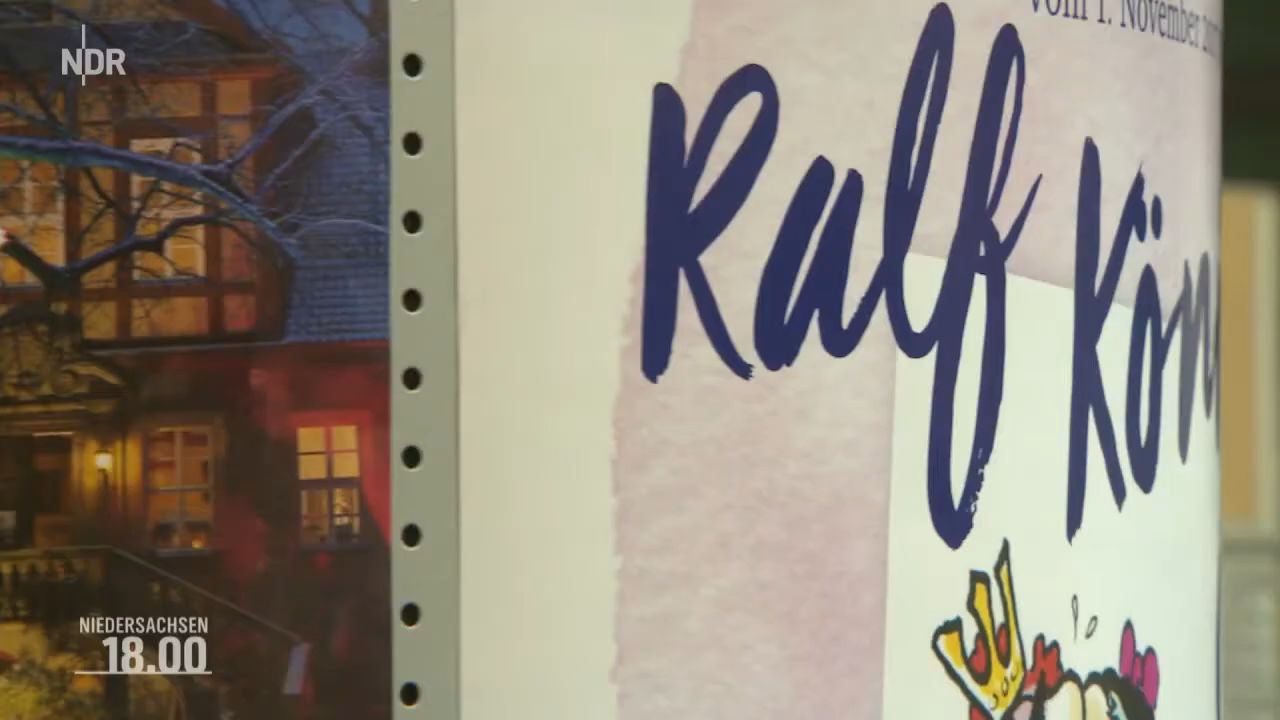 NDR
vom 1. November
Ralf Kön
NIEDERSACHSEN
18.00